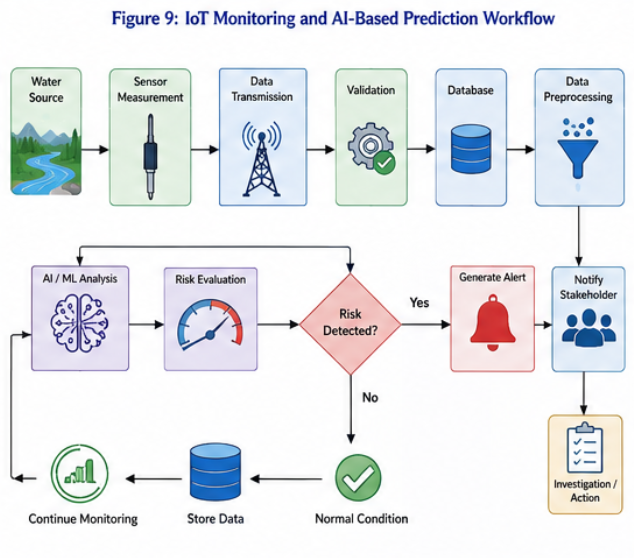 Figure 9: IoT Monitoring and AI-Based Prediction Workflow
Water
Source
Sensor
Measurement
Data
Transmission
Validation
Database
Data
Preprocessing
AI / ML Analysis
Risk Evaluation
Risk
Detected?
Yes
Generate Alert
Notify
Stakeholder
No
Investigation /
Action
Continue Monitoring
Store Data
Normal Condition